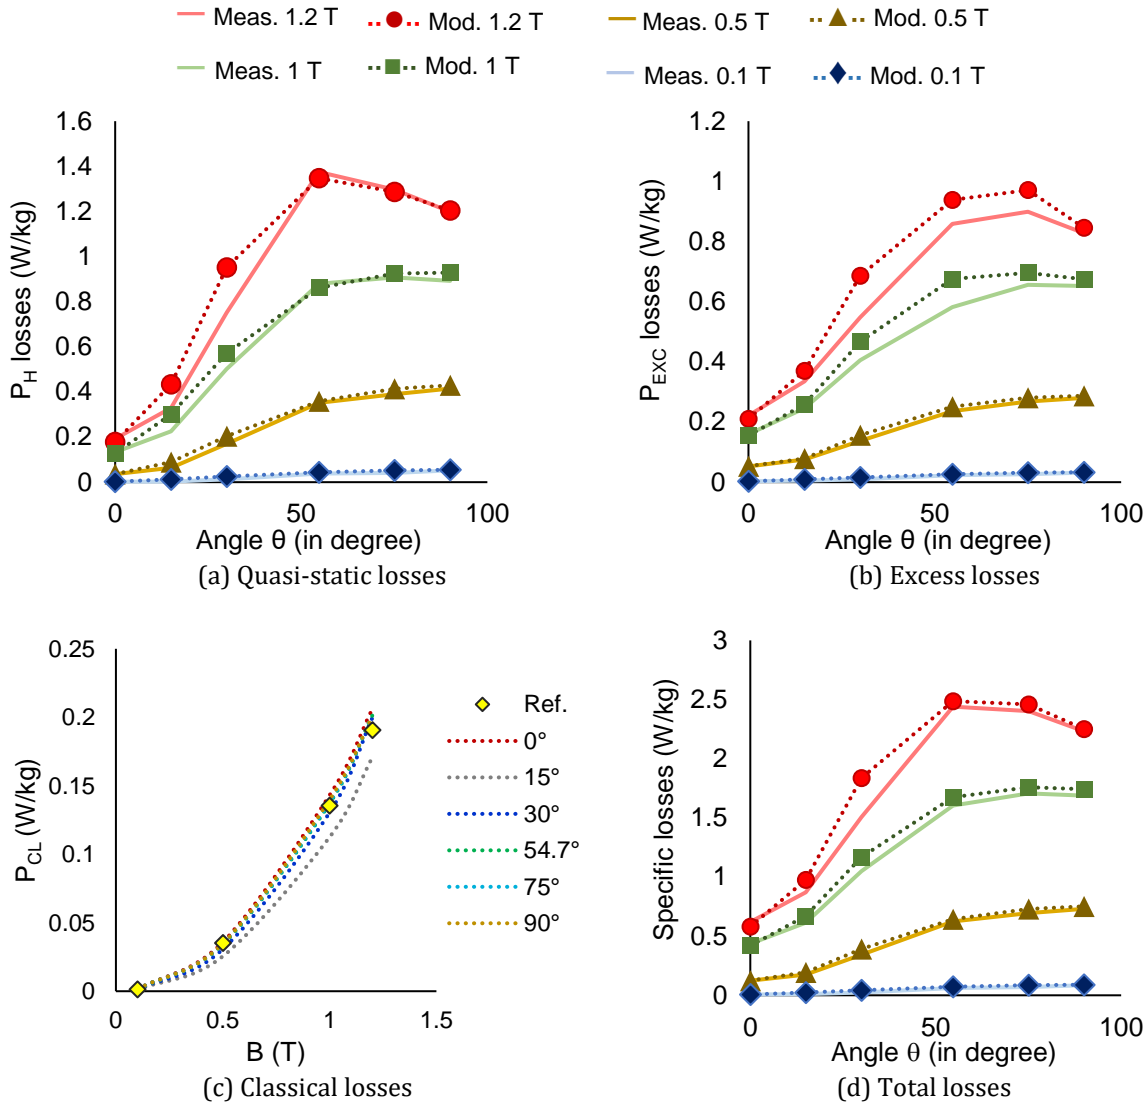 Meas. 1.2 T
Mod. 1.2 T
Meas. 0.5 T
Mod. 0.5 T
Meas. 1 T
Mod. 1 T
Meas. 0.1 T
Mod. 0.1 T
P_H losses (W/kg)
1.6
1.4
1.2
1
0.8
0.6
0.4
0.2
0
0
50
100
Angle θ (in degree)
(a) Quasi-static losses
P_EXC losses (W/kg)
1.2
1
0.8
0.6
0.4
0.2
0
0
50
100
Angle θ (in degree)
(b) Excess losses
P_CL (W/kg)
0.25
0.2
0.15
0.1
0.05
0
0
0.5
1
1.5
B (T)
Ref.
0°
15°
30°
54.7°
75°
90°
(c) Classical losses
Specific losses (W/kg)
3
2.5
2
1.5
1
0.5
0
0
50
100
Angle θ (in degree)
(d) Total losses